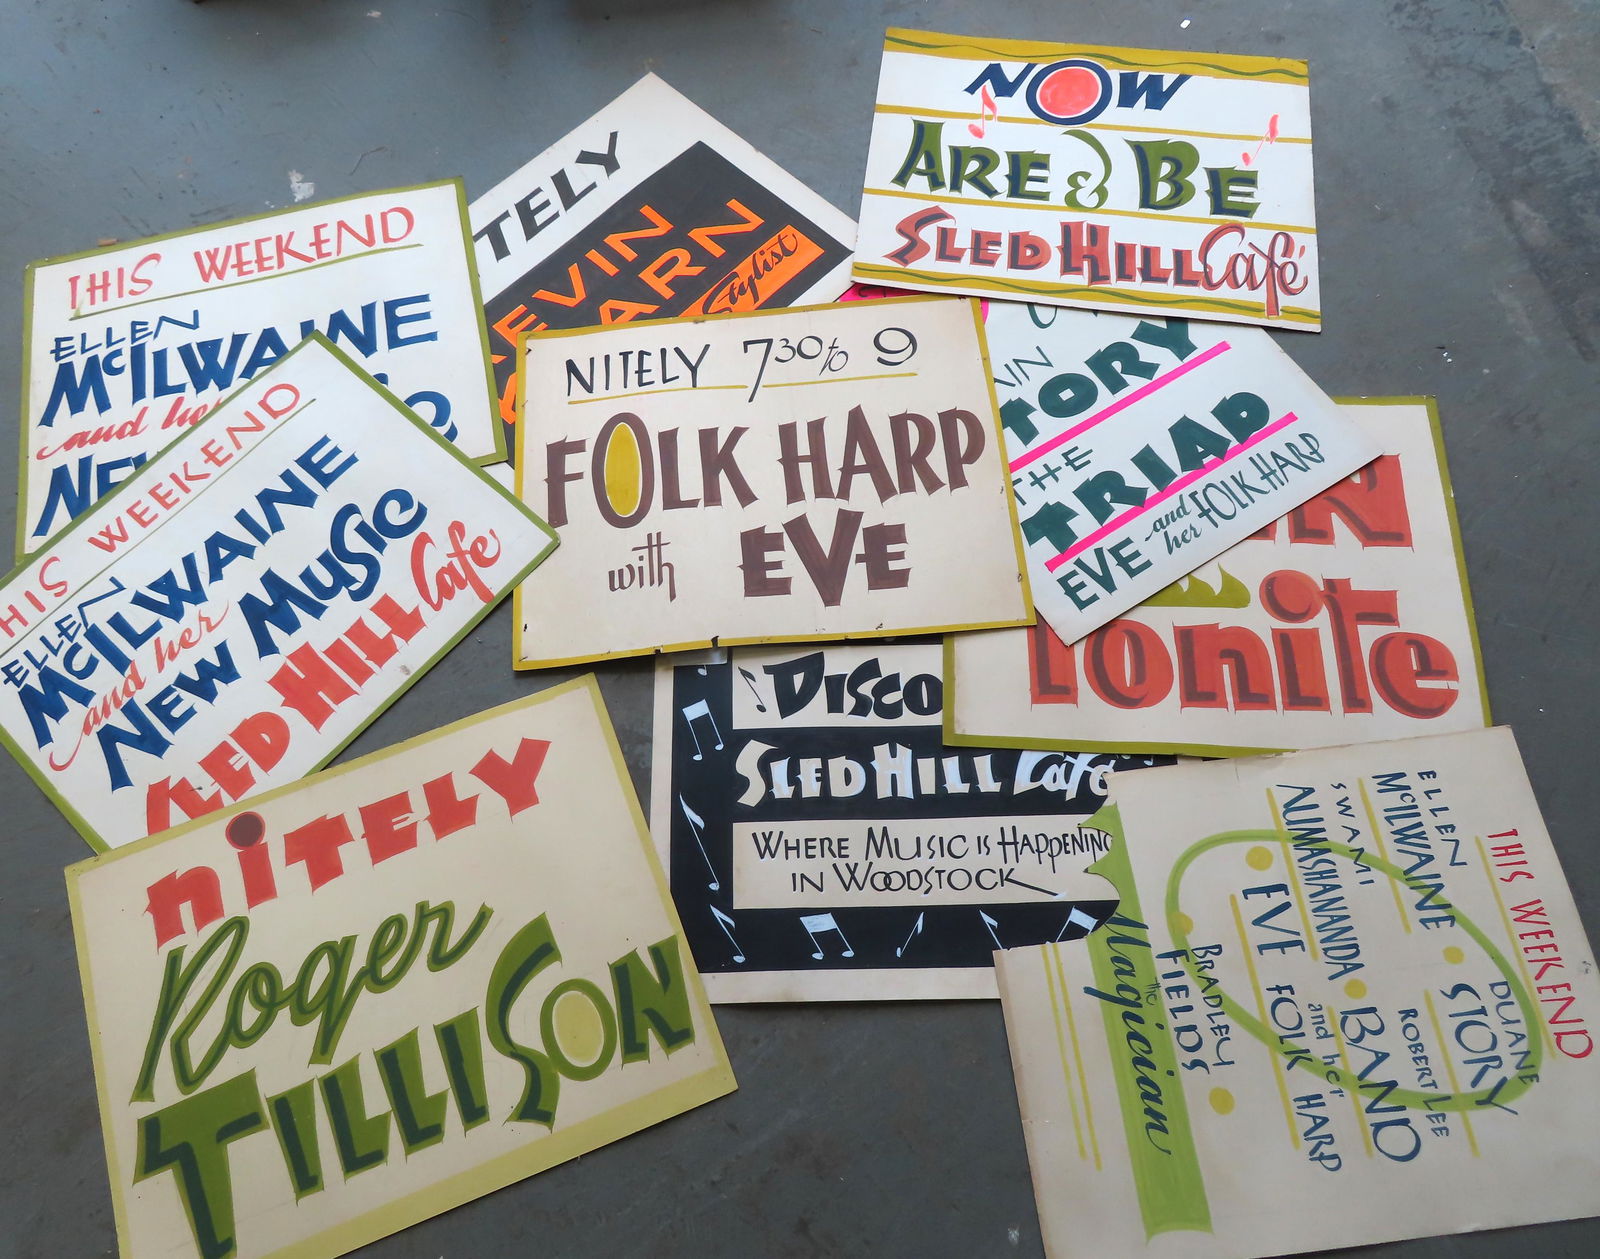 NOW
ARE & BE
SLED HILL Café
TELY
EVIN
ARN
Stylist
THIS WEEKEND
ELLEN
McILWAINE
and her
NEW
THIS WEEKEND
ELLEN
McILWAINE
and her
NEW MUSIC
SLED HILL Cafe
NITELY 7 30 to 9
FOLK HARP
with EVE
TORY
THE
TRIAD
EVE and her FOLK HARP
Tonite
DISCO
SLED HILL Cafe
WHERE MUSIC IS HAPPENING
IN WOODSTOCK
NITELY
Roger
TILLISON
THIS WEEKEND
ELLEN
McILWAINE
DUANE
STORY
SWAMI
AUMASHANANDA
ROBERT LEE
BAND
EVE and her FOLK HARP
BRADLEY
FIELDS
the
Magician